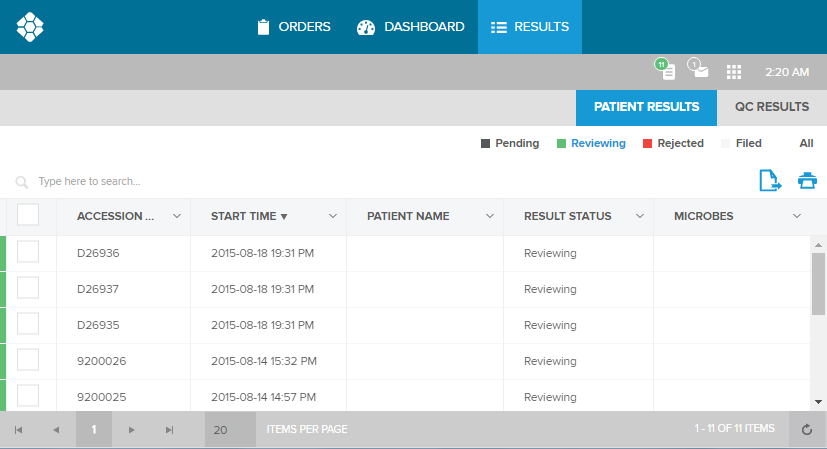 ORDERS DASHBOARD RESULTS
11 1 2:20 AM
PATIENT RESULTS QC RESULTS
Pending Reviewing Rejected Filed All
Type here to search...
ACCESSION ... START TIME PATIENT NAME RESULT STATUS MICROBES
D26936 2015-08-18 19:31 PM Reviewing
D26937 2015-08-18 19:31 PM Reviewing
D26935 2015-08-18 19:31 PM Reviewing
9200026 2015-08-14 15:32 PM Reviewing
9200025 2015-08-14 14:57 PM Reviewing
1 20 ITEMS PER PAGE 1 - 11 OF 11 ITEMS